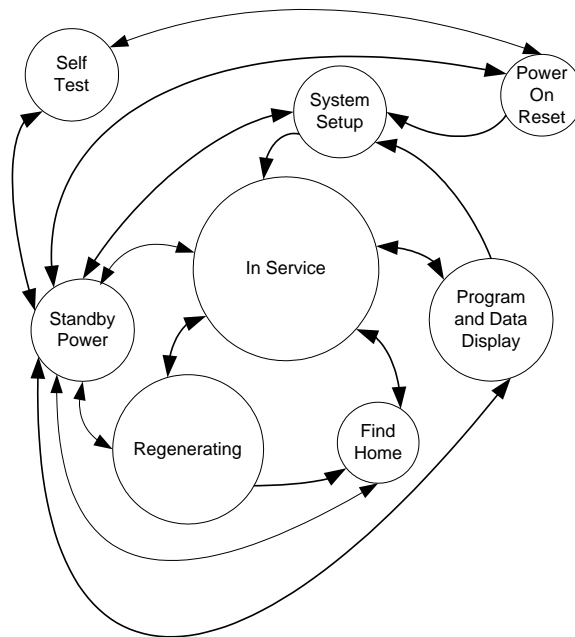 Self
Test
Power
On
Reset
System
Setup
In Service
Standby
Power
Program
and Data
Display
Regenerating
Find
Home